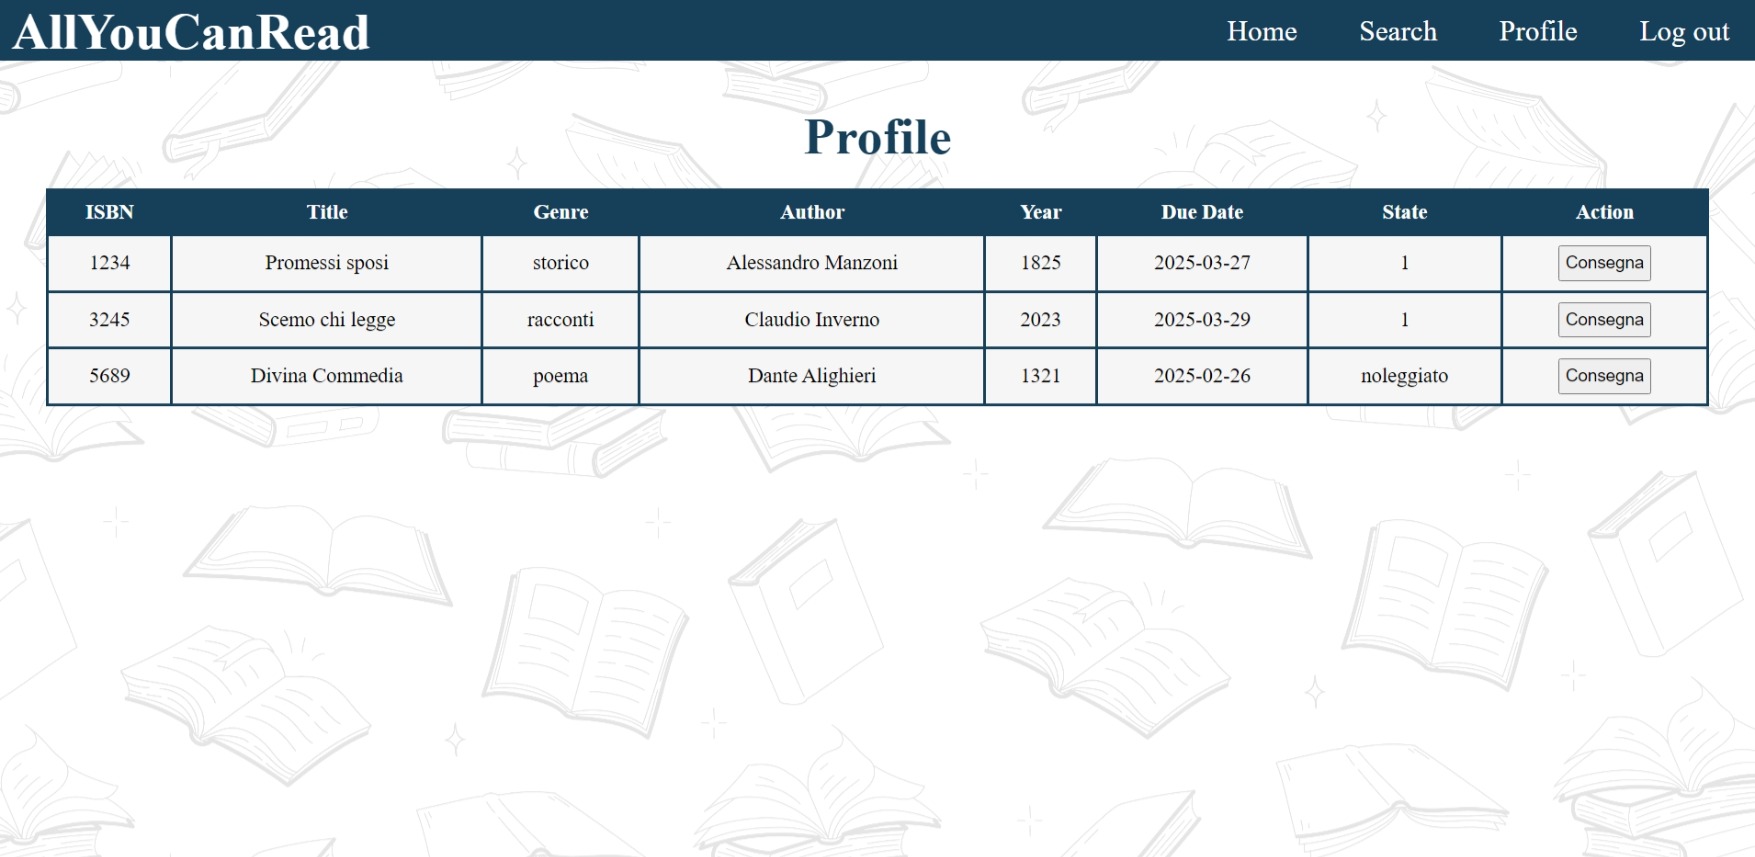 AllYouCanRead Home Search Profile Log out
Profile
ISBN Title Genre Author Year Due Date State Action
1234 Promessi sposi storico Alessandro Manzoni 1825 2025-03-27 1 Consegna
3245 Scemo chi legge racconti Claudio Inverno 2023 2025-03-29 1 Consegna
5689 Divina Commedia poema Dante Alighieri 1321 2025-02-26 noleggiato Consegna